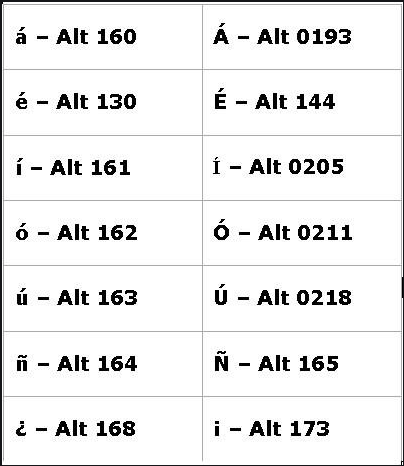 á – Alt 160 Á – Alt 0193
é – Alt 130 É – Alt 144
í – Alt 161 Í – Alt 0205
ó – Alt 162 Ó – Alt 0211
ú – Alt 163 Ú – Alt 0218
ñ – Alt 164 Ñ – Alt 165
¿ – Alt 168 ¡ – Alt 173